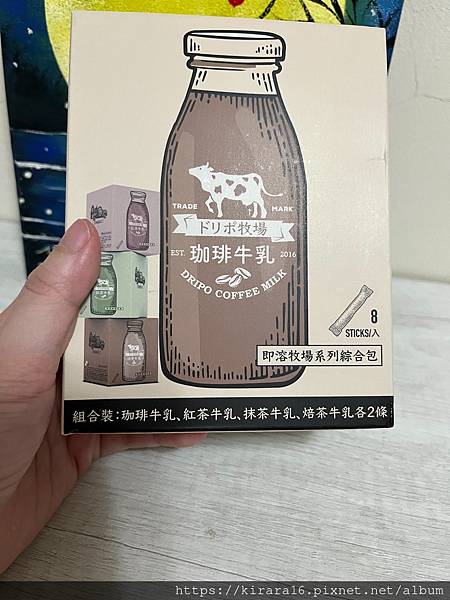 TRADE MARK
ドリポ牧場
EST. 珈琲牛乳 2016
DRIPO COFFEE MILK
8
STICKS/入
即溶牧場系列綜合包
組合裝:珈琲牛乳、紅茶牛乳、抹茶牛乳、焙茶牛乳各2條
https://kirara16.pixnet.net/album